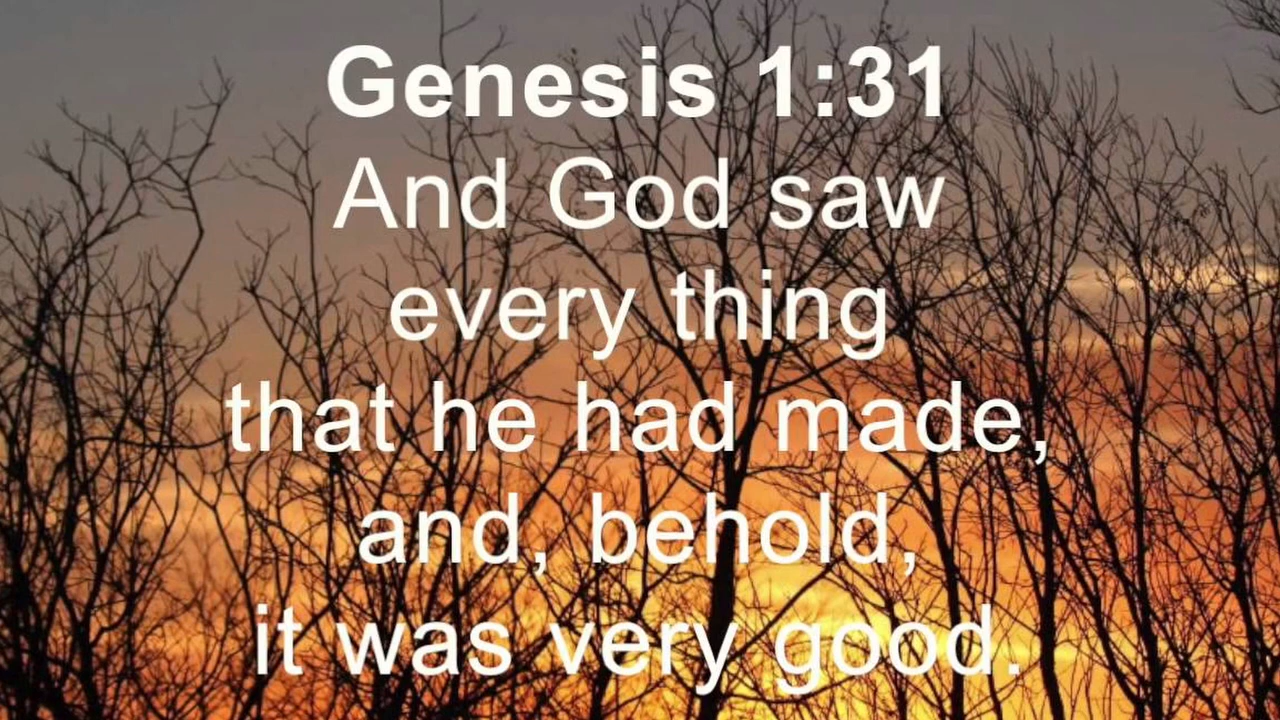 Genesis 1:31
And God saw
every thing
that he had made,
and, behold,
it was very good.